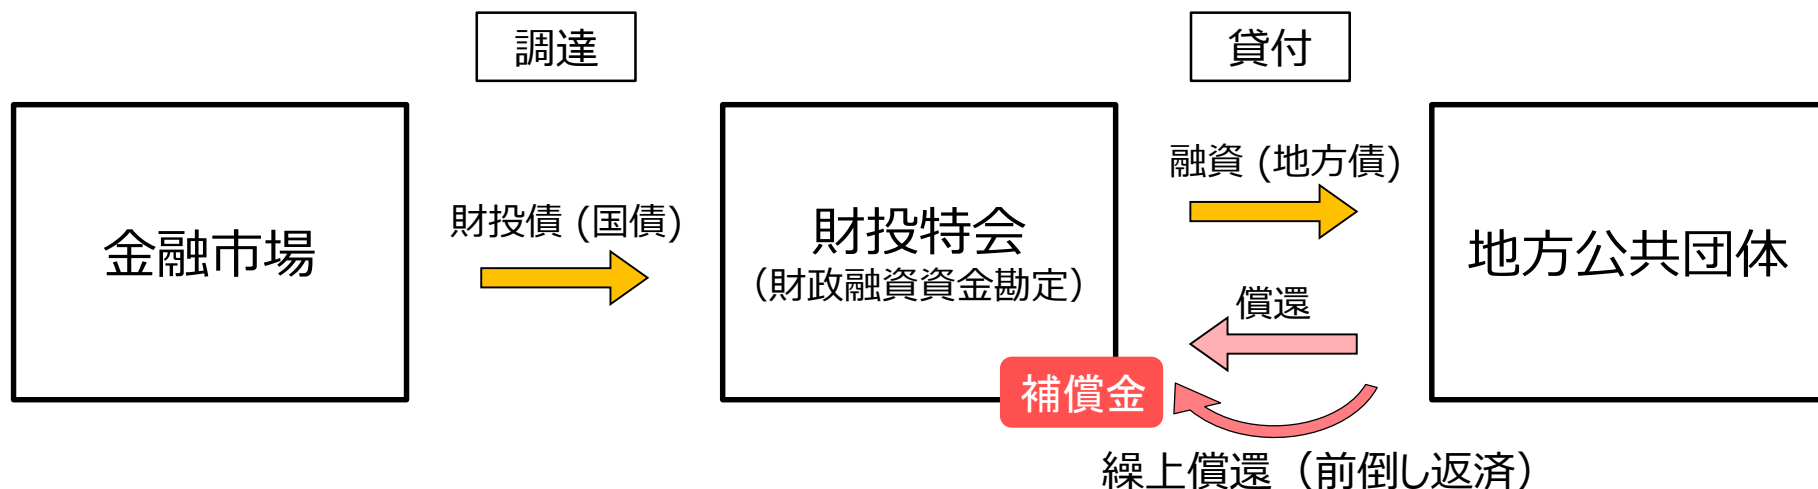 調達
貸付
金融市場
財投債 (国債)
財投特会
（財政融資資金勘定）
融資 (地方債)
償還
地方公共団体
補償金
繰上償還（前倒し返済）